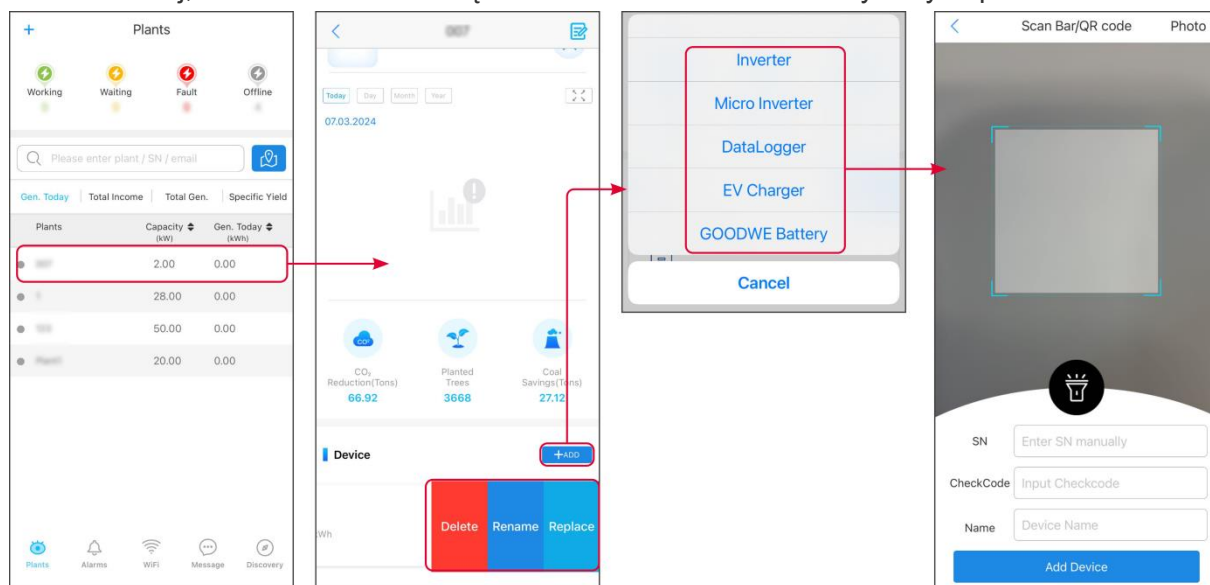 Plants
Working Waiting Fault Offline
Please enter plant / SN / email
Gen. Today Total Income Total Gen. Specific Yield
Plants Capacity Gen. Today
(kW) (kWh)
2.00 0.00
28.00 0.00
50.00 0.00
20.00 0.00
Plants Alarms WiFi Message Discovery
007
Today Day Month Year
07.03.2024
CO₂ Planted Coal
Reduction(Tons) Trees Savings(Tons)
66.92 3668 27.12
Device +ADD
Delete Rename Replace
Inverter
Micro Inverter
DataLogger
EV Charger
GOODWE Battery
Cancel
Scan Bar/QR code Photo
SN Enter SN manually
CheckCode Input Checkcode
Name Device Name
Add Device